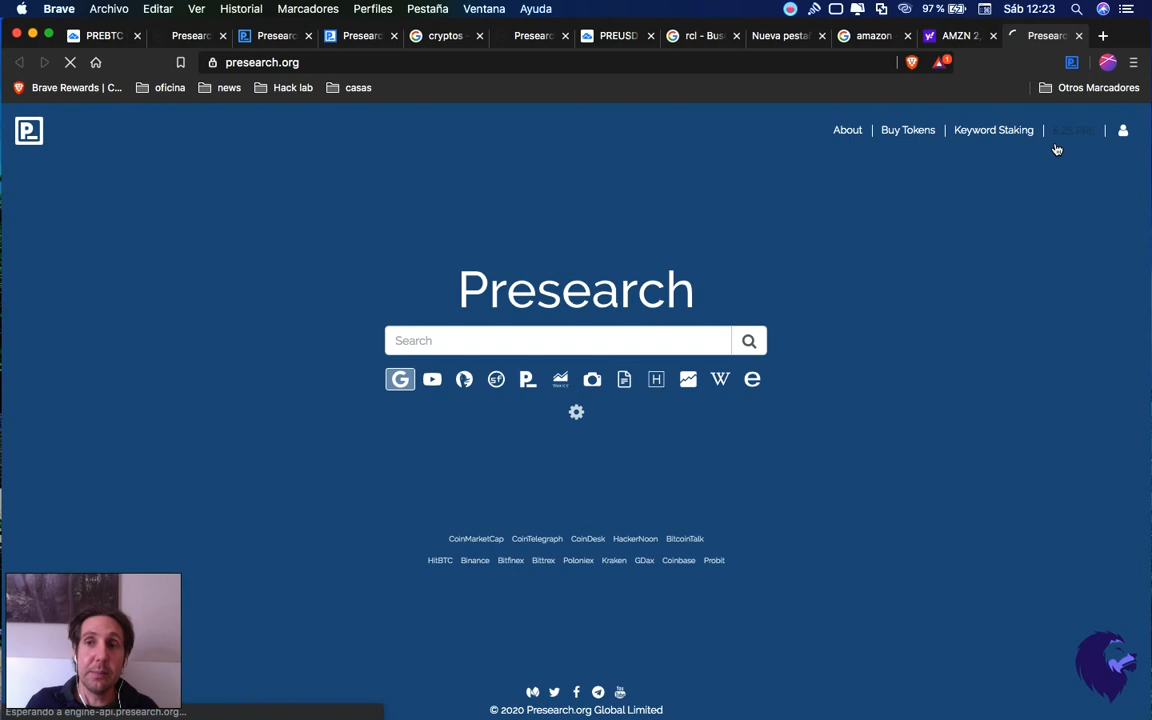 Brave Archivo Editar Ver Historial Marcadores Perfiles Pestaña Ventana Ayuda 97 % Sáb 12:23
PREBTC Presearc Presearc Presearc cryptos - Presearc PREUSD rcl - Bus Nueva pesta amazon AMZN 2, Presearc
presearch.org 1
Brave Rewards | C... oficina news Hack lab casas Otros Marcadores
P_ About Buy Tokens Keyword Staking
Presearch
Search
CoinMarketCap CoinTelegraph CoinDesk HackerNoon BitcoinTalk
HitBTC Binance Bitfinex Bittrex Poloniex Kraken GDax Coinbase Probit
© 2020 Presearch.org Global Limited
Esperando a engine-api.presearch.org...